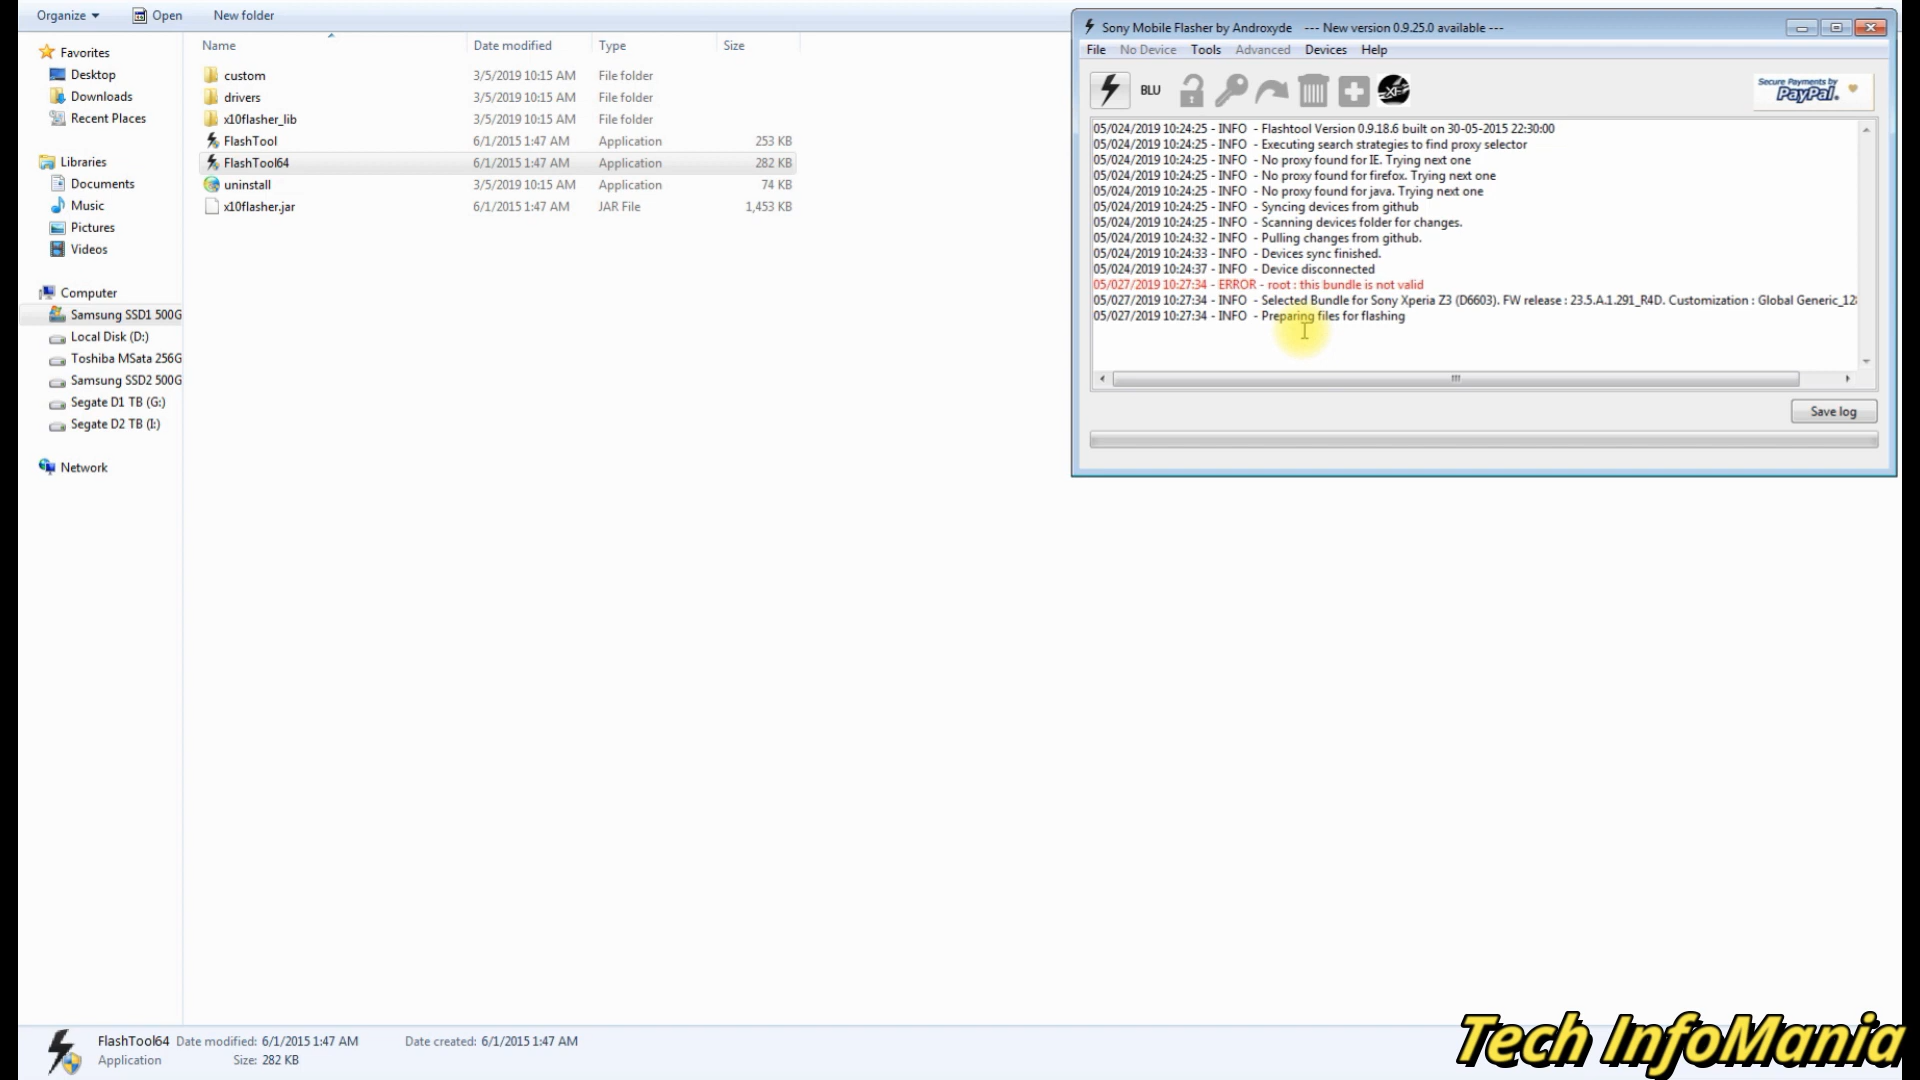 Organize Open New folder
Favorites
Desktop
Downloads
Recent Places
Libraries
Documents
Music
Pictures
Videos
Computer
Samsung SSD1 500G
Local Disk (D:)
Toshiba MSata 256G
Samsung SSD2 500G
Segate D1 TB (G:)
Segate D2 TB (I:)
Network
Name Date modified Type Size
custom 3/5/2019 10:15 AM File folder
drivers 3/5/2019 10:15 AM File folder
x10flasher_lib 3/5/2019 10:15 AM File folder
FlashTool 6/1/2015 1:47 AM Application 253 KB
FlashTool64 6/1/2015 1:47 AM Application 282 KB
uninstall 3/5/2019 10:15 AM Application 74 KB
x10flasher.jar 6/1/2015 1:47 AM JAR File 1,453 KB
Sony Mobile Flasher by Androxyde --- New version 0.9.25.0 available ---
File No Device Tools Advanced Devices Help
BLU
Secure Payments by
PayPal.
05/024/2019 10:24:25 - INFO - Flashtool Version 0.9.18.6 built on 30-05-2015 22:30:00
05/024/2019 10:24:25 - INFO - Executing search strategies to find proxy selector
05/024/2019 10:24:25 - INFO - No proxy found for IE. Trying next one
05/024/2019 10:24:25 - INFO - No proxy found for firefox. Trying next one
05/024/2019 10:24:25 - INFO - No proxy found for java. Trying next one
05/024/2019 10:24:25 - INFO - Syncing devices from github
05/024/2019 10:24:25 - INFO - Scanning devices folder for changes.
05/024/2019 10:24:32 - INFO - Pulling changes from github.
05/024/2019 10:24:33 - INFO - Devices sync finished.
05/024/2019 10:24:37 - INFO - Device disconnected
05/027/2019 10:27:34 - ERROR - root : this bundle is not valid
05/027/2019 10:27:34 - INFO - Selected Bundle for Sony Xperia Z3 (D6603). FW release : 23.5.A.1.291_R4D. Customization : Global Generic_128
05/027/2019 10:27:34 - INFO - Preparing files for flashing
Save log
FlashTool64 Date modified: 6/1/2015 1:47 AM Date created: 6/1/2015 1:47 AM
Application Size: 282 KB
Tech InfoMania